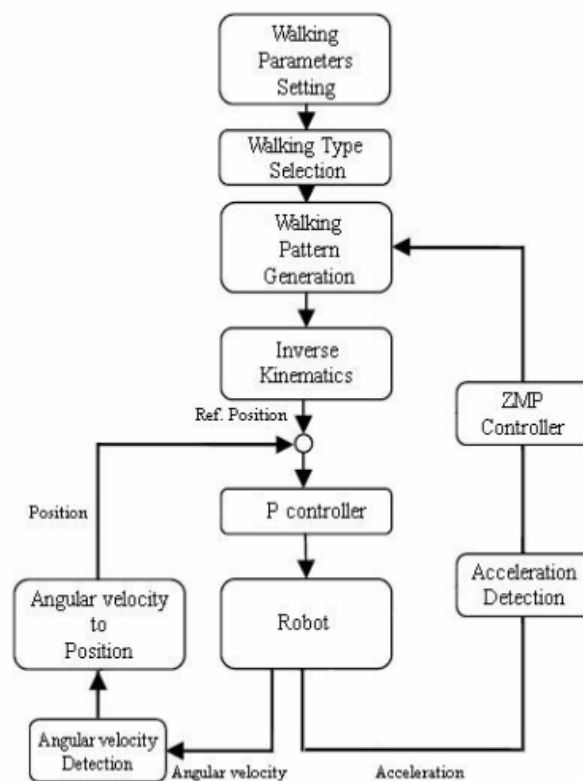 Walking
Parameters
Setting
Walking Type
Selection
Walking
Pattern
Generation
Inverse
Kinematics
Ref. Position
ZMP
Controller
Position
P controller
Acceleration
Detection
Angular velocity
to
Position
Robot
Angular velocity
Detection
Angular velocity
Acceleration